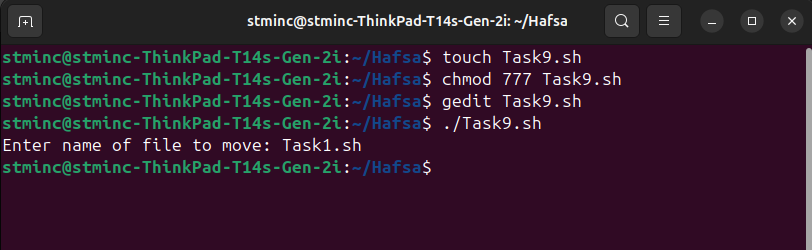 stminc@stminc-ThinkPad-T14s-Gen-2i: ~/Hafsa
stminc@stminc-ThinkPad-T14s-Gen-2i:~/Hafsa$ touch Task9.sh
stminc@stminc-ThinkPad-T14s-Gen-2i:~/Hafsa$ chmod 777 Task9.sh
stminc@stminc-ThinkPad-T14s-Gen-2i:~/Hafsa$ gedit Task9.sh
stminc@stminc-ThinkPad-T14s-Gen-2i:~/Hafsa$ ./Task9.sh
Enter name of file to move: Task1.sh
stminc@stminc-ThinkPad-T14s-Gen-2i:~/Hafsa$